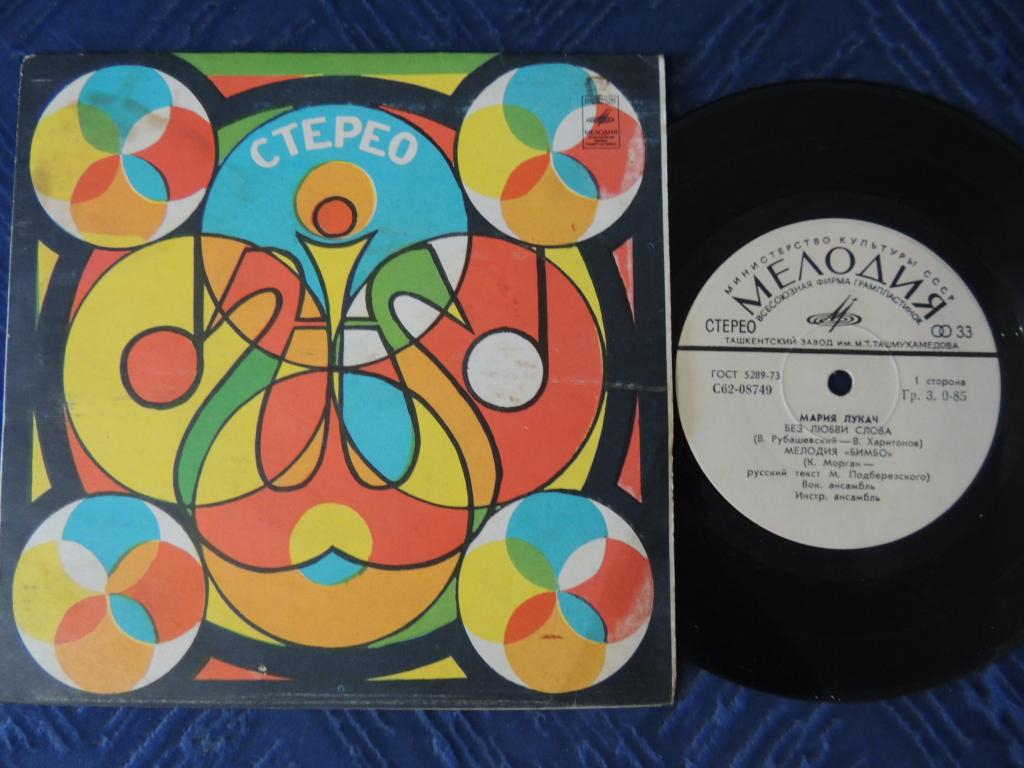 СТЕРЕО
МЕЛОДИЯ
МИНИСТЕРСТВО КУЛЬТУРЫ СССР
МЕЛОДИЯ
ВСЕСОЮЗНАЯ ФИРМА ГРАМПЛАСТИНОК
СТЕРЕО 33
ТАШКЕНТСКИЙ ЗАВОД ИМ. М.Т. ТАШМУХАМЕДОВА
ГОСТ 5289-73
С62-08749
1 сторона
Гр. 3. 0-85
МАРИЯ ЛУКАЧ
БЕЗ ЛЮБВИ СЛОВА
(В. Рубашевский — В. Харитонов)
МЕЛОДИЯ «БИМБО»
(К. Морган —
русский текст М. Подберезского)
Вок. ансамбль
Инстр. ансамбль